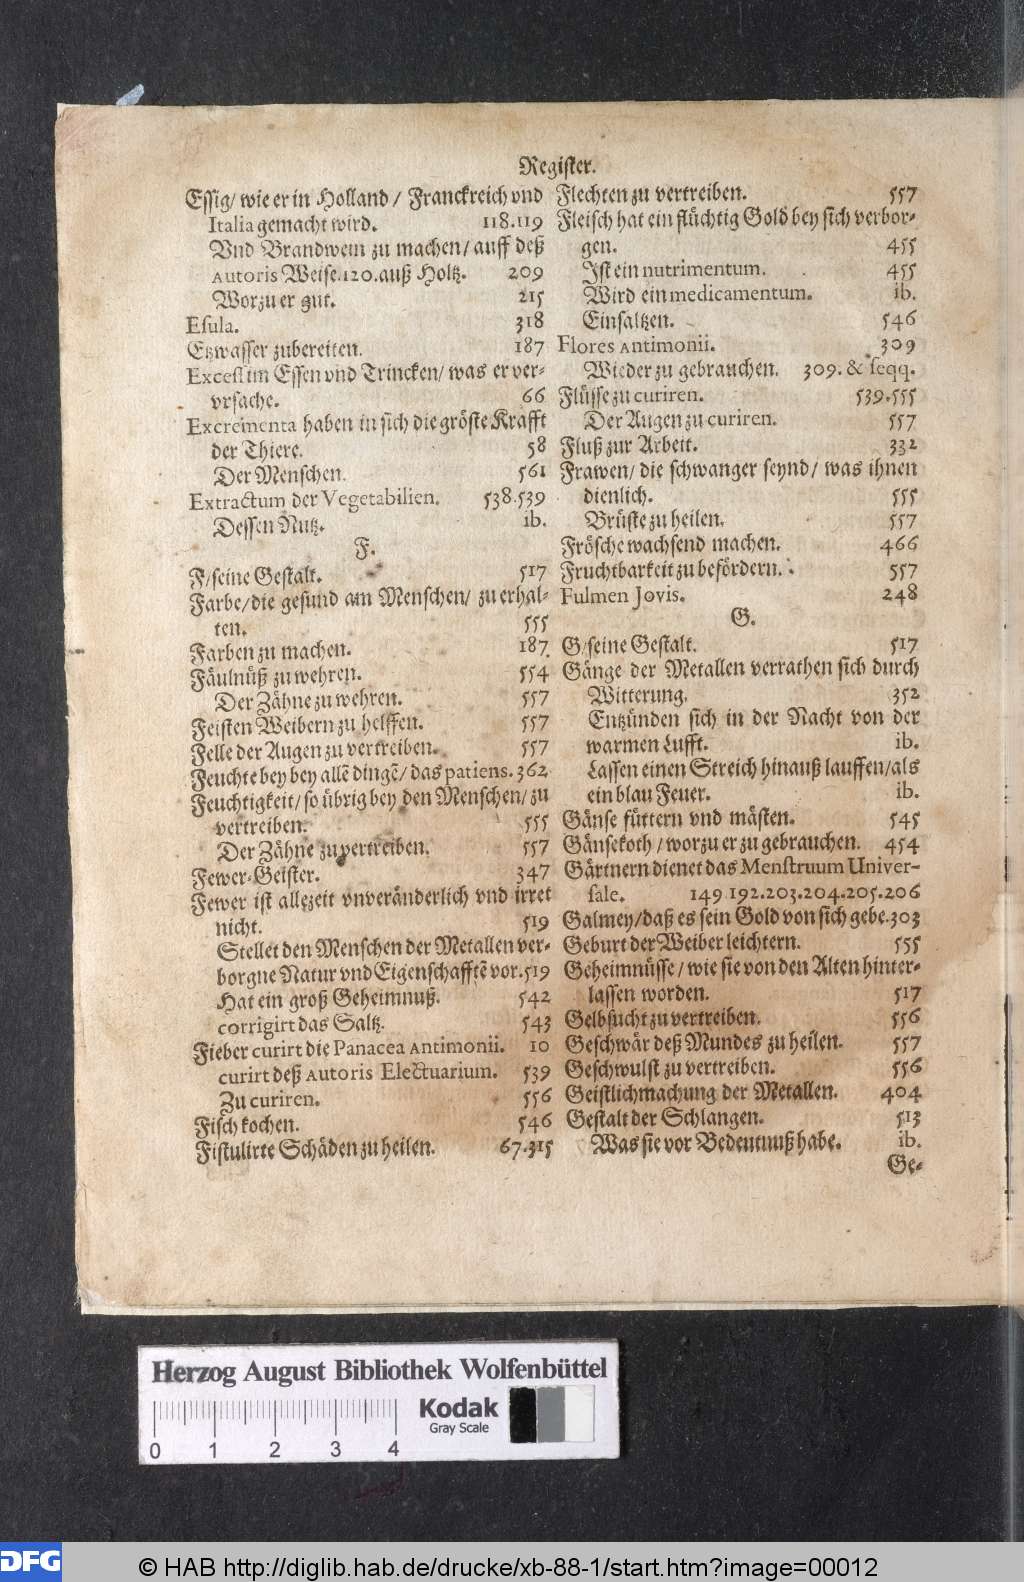 Register.
Essig/ wie er in Holland / Franckreich vnd
Italia gemacht wird. 118.119
Vnd Brandwein zu machen/ auff deß
Autoris Weise.120. auß Holtz. 209
Worzu er gut. 215
Esula. 318
Etzwasser zubereiten. 187
Excess im Essen vnd Trincken/ was er ver-
vrsache. 66
Excrementa haben in sich die gröste Krafft
der Thiere. 58
Der Menschen. 561
Extractum der Vegetabilien. 538.539
Dessen Nutz. ib.
F.
F/seine Gestalt. 517
Farbe/die gesund am Menschen/ zu erhal-
ten. 555
Farben zu machen. 187
Fäulnüß zu wehren. 554
Der Zähne zu wehren. 557
Feisten Weibern zu helffen. 557
Felle der Augen zu vertreiben. 557
Feuchte bey bey allē dingē/ das patiens. 362
Feuchtigkeit/ so übrig bey den Menschen/ zu
vertreiben. 555
Der Zähne zu vertreiben. 557
Fewer-Geister. 347
Fewer ist allezeit vnveränderlich vnd irret
nicht. 519
Stellet den Menschen der Metallen ver-
borgne Natur vnd Eigenschafftē vor. 519
Hat ein groß Geheimnuß. 542
corrigirt das Saltz. 543
Fieber curirt die Panacea Antimonii. 10
curirt deß Autoris Electuarium. 539
Zu curiren. 556
Fisch kochen. 546
Fistulirte Schäden zu heilen. 67.315
Flechten zu vertreiben. 557
Fleisch hat ein flüchtig Gold bey sich verbor-
gen. 455
Ist ein nutrimentum. 455
Wird ein medicamentum. ib.
Einsaltzen. 546
Flores Antimonii. 309
Wieder zu gebrauchen. 309. & seqq.
Flüsse zu curiren. 539.555
Der Augen zu curiren. 557
Fluß zur Arbeit. 332
Frawen/ die schwanger seynd/ was ihnen
dienlich. 555
Brüste zu heilen. 557
Frösche wachsend machen. 466
Fruchtbarkeit zu befördern. 557
Fulmen Jovis. 248
G.
G/seine Gestalt. 517
Gänge der Metallen verrathen sich durch
Witterung. 352
Entzünden sich in der Nacht von der
warmen Lufft. ib.
Lassen einen Streich hinauß lauffen/als
ein blau Feuer. ib.
Gänse füttern vnd mästen. 545
Gänsekoth / worzu er zu gebrauchen. 454
Gärtnern dienet das Menstruum Univer-
sale. 149 192.203.204.205.206
Galmey/daß es sein Gold von sich gebe. 303
Geburt der Weiber leichtern. 555
Geheimnüsse/ wie sie von den Alten hinter-
lassen worden. 517
Gelbsucht zu vertreiben. 556
Geschwär deß Mundes zu heilen. 557
Geschwulst zu vertreiben. 556
Geistlichmachung der Metallen. 404
Gestalt der Schlangen. 513
Was sie vor Bedeutnuß habe. ib.
Ge-
Herzog August Bibliothek Wolfenbüttel
Kodak
Gray Scale
0 1 2 3 4
DFG
© HAB http://diglib.hab.de/drucke/xb-88-1/start.htm?image=00012